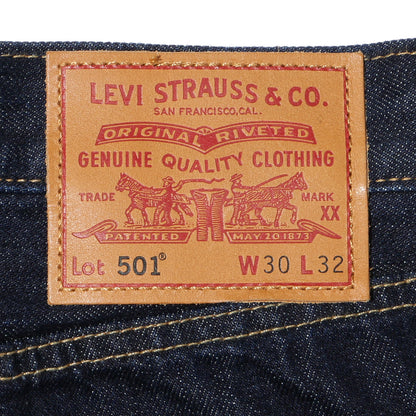 LEVI STRAUSS & CO.
SAN FRANCISCO,CAL.
ORIGINAL RIVETED
GENUINE QUALITY CLOTHING
TRADE MARK
XX
PATENTED MAY 20 1873
Lot 501® W30 L32